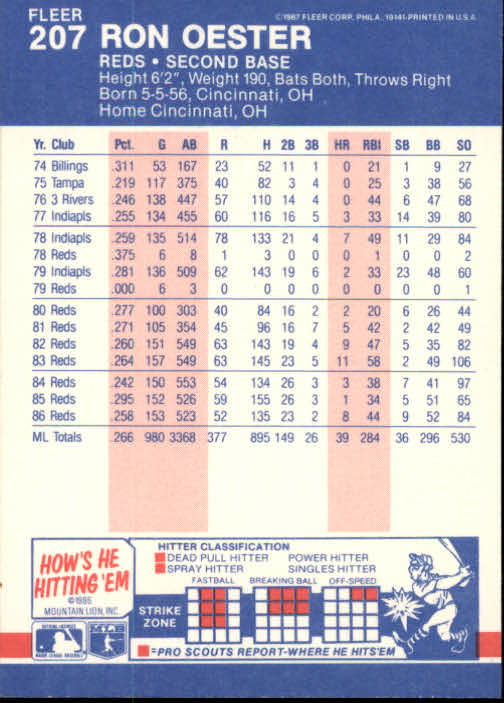 FLEER ©1987 FLEER CORP. PHILA. 19141-PRINTED IN U.S.A.
207 RON OESTER
REDS • SECOND BASE
Height 6'2", Weight 190, Bats Both, Throws Right
Born 5-5-56, Cincinnati, OH
Home Cincinnati, OH
Yr. Club Pct. G AB R H 2B 3B HR RBI SB BB SO
74 Billings .311 53 167 23 52 11 1 0 21 1 9 27
75 Tampa .219 117 375 40 82 3 4 0 25 3 38 56
76 3 Rivers .246 138 447 57 110 14 4 0 44 6 47 68
77 Indiapls .255 134 455 60 116 16 5 3 33 14 39 80
78 Indiapls .259 135 514 78 133 21 4 7 49 11 29 84
78 Reds .375 6 8 1 3 0 0 0 1 0 0 2
79 Indiapls .281 136 509 62 143 19 6 2 33 23 48 60
79 Reds .000 6 3 0 0 0 0 0 0 0 0 1
80 Reds .277 100 303 40 84 16 2 2 20 6 26 44
81 Reds .271 105 354 45 96 16 7 5 42 2 42 49
82 Reds .260 151 549 63 143 19 4 9 47 5 35 82
83 Reds .264 157 549 63 145 23 5 11 58 2 49 106
84 Reds .242 150 553 54 134 26 3 3 38 7 41 97
85 Reds .295 152 526 59 155 26 3 1 34 5 51 65
86 Reds .258 153 523 52 135 23 2 8 44 9 52 84
ML Totals .266 980 3368 377 895 149 26 39 284 36 296 530
HOW'S HE
HITTING 'EM
©1986
MOUNTAIN LION, INC.
HITTER CLASSIFICATION
DEAD PULL HITTER POWER HITTER
SPRAY HITTER SINGLES HITTER
FASTBALL BREAKING BALL OFF-SPEED
STRIKE
ZONE
=PRO SCOUTS REPORT-WHERE HE HITS'EM